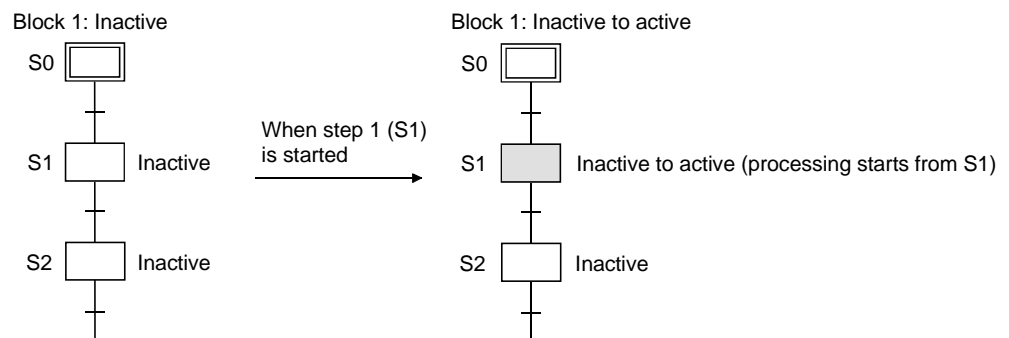 Block 1: Inactive
S0
S1
Inactive
S2
Inactive
When step 1 (S1)
is started
Block 1: Inactive to active
S0
S1
Inactive to active (processing starts from S1)
S2
Inactive